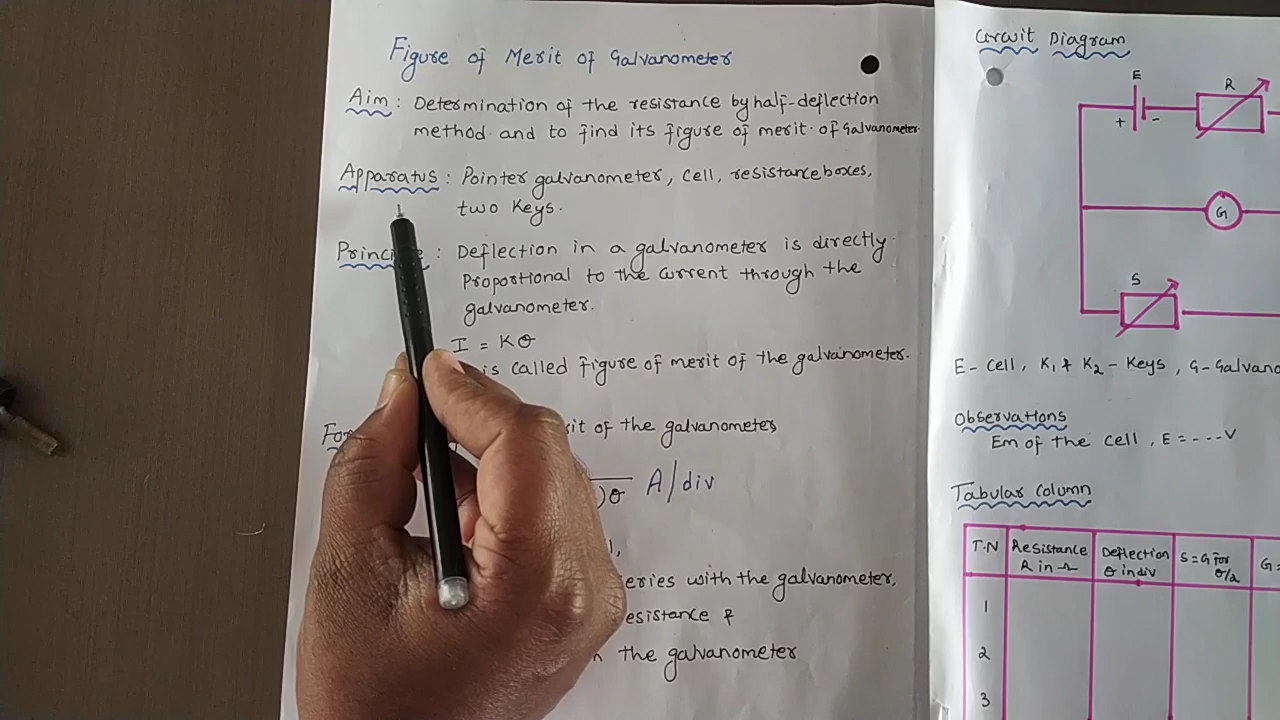 Figure of Merit of Galvanometer
Aim : Determination of the resistance by half-deflection
method and to find its figure of merit of Galvanometer.
Apparatus : Pointer galvanometer, cell, resistance boxes,
two keys.
: Deflection in a galvanometer is directly
Proportional to the current through the
galvanometer.
I = Kθ
is called figure of merit of the galvanometer.
of the galvanometer
)θ A/div
series with the galvanometer,
resistance &
the galvanometer
Circuit Diagram
E
R
+ -
G
S
E - cell, K1 & K2 - Keys, G -
Observations
Em of the cell, E = ----V
Tabular Column
T.N
Resistance
R in Ω
Deflection
θ in div
S = G for
θ/2
G =
1
2
3